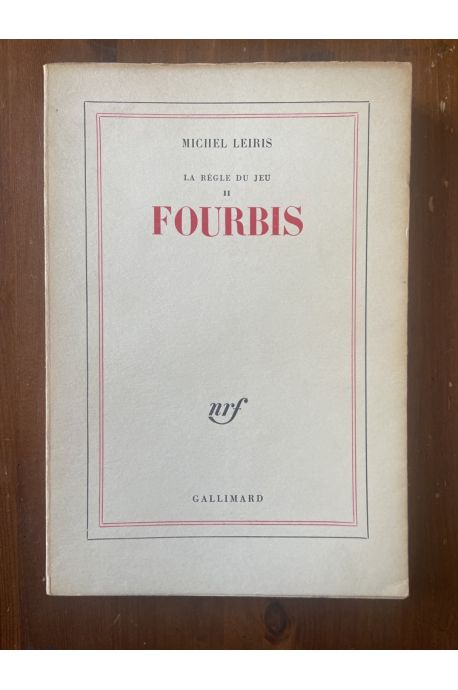 MICHEL LEIRIS
LA RÈGLE DU JEU
II
FOURBIS
nrf
GALLIMARD